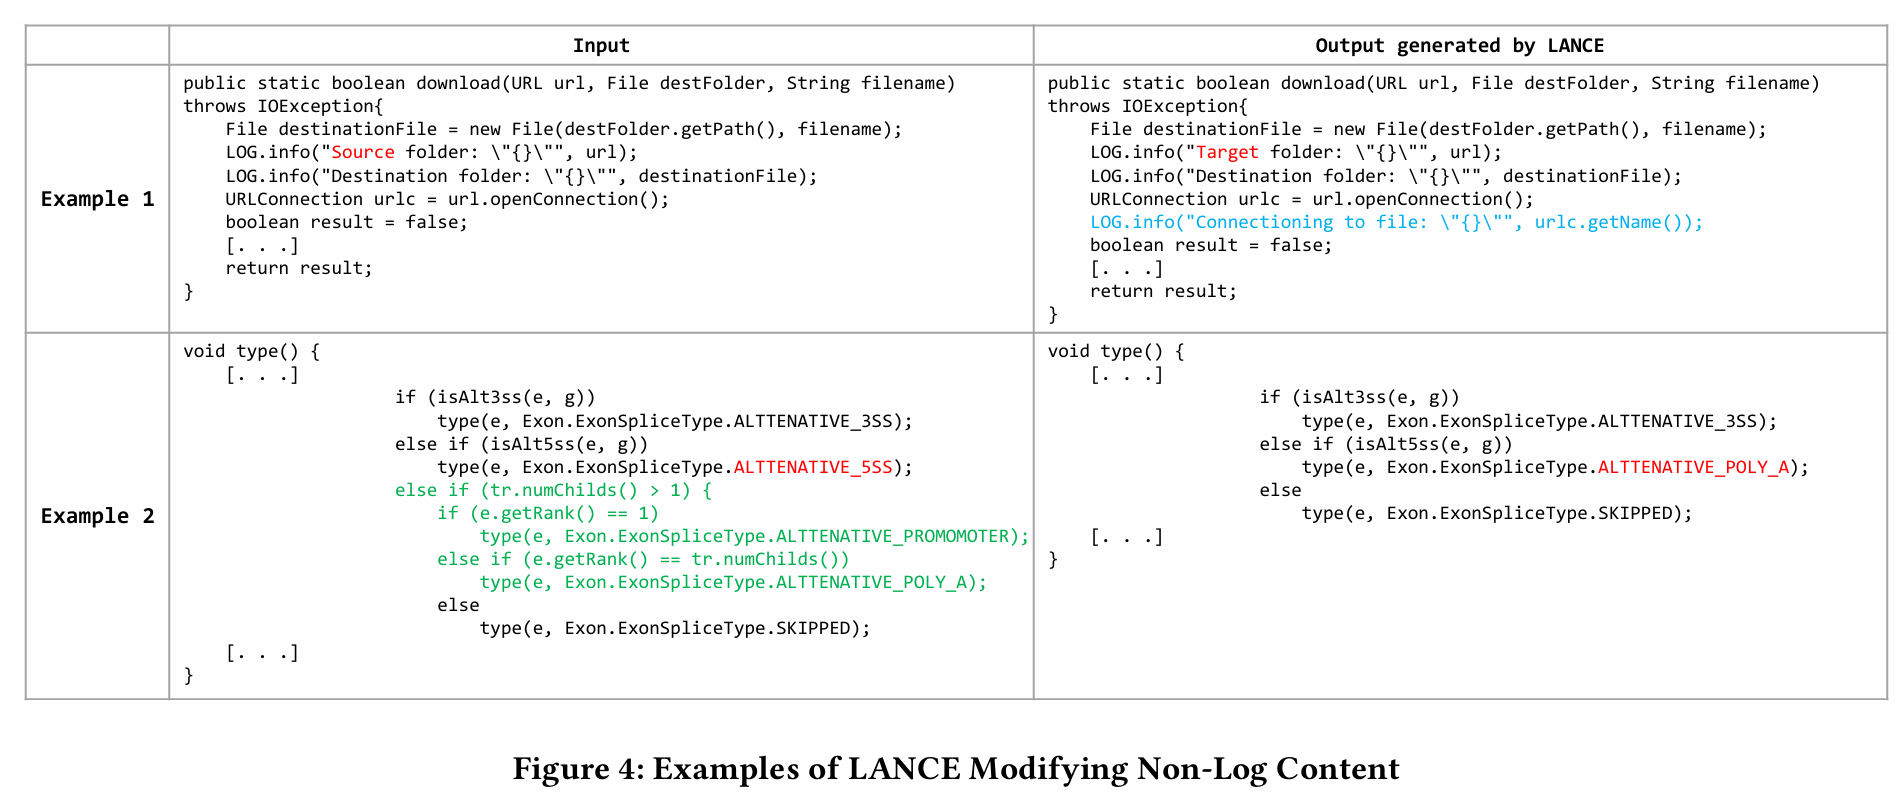 Input
Output generated by LANCE
Example 1
public static boolean download(URL url, File destFolder, String filename)
throws IOException{
    File destinationFile = new File(destFolder.getPath(), filename);
    LOG.info("Source folder: \"{}\"", url);
    LOG.info("Destination folder: \"{}\"", destinationFile);
    URLConnection urlc = url.openConnection();
    boolean result = false;
    [. . .]
    return result;
}
public static boolean download(URL url, File destFolder, String filename)
throws IOException{
    File destinationFile = new File(destFolder.getPath(), filename);
    LOG.info("Target folder: \"{}\"", url);
    LOG.info("Destination folder: \"{}\"", destinationFile);
    URLConnection urlc = url.openConnection();
    LOG.info("Connectioning to file: \"{}\"", urlc.getName());
    boolean result = false;
    [. . .]
    return result;
}
Example 2
void type() {
    [. . .]
                    if (isAlt3ss(e, g))
                        type(e, Exon.ExonSpliceType.ALTTENATIVE_3SS);
                    else if (isAlt5ss(e, g))
                        type(e, Exon.ExonSpliceType.ALTTENATIVE_5SS);
                    else if (tr.numChilds() > 1) {
                        if (e.getRank() == 1)
                            type(e, Exon.ExonSpliceType.ALTTENATIVE_PROMOMOTER);
                        else if (e.getRank() == tr.numChilds())
                            type(e, Exon.ExonSpliceType.ALTTENATIVE_POLY_A);
                        else
                            type(e, Exon.ExonSpliceType.SKIPPED);
    [. . .]
}
void type() {
    [. . .]
                    if (isAlt3ss(e, g))
                        type(e, Exon.ExonSpliceType.ALTTENATIVE_3SS);
                    else if (isAlt5ss(e, g))
                        type(e, Exon.ExonSpliceType.ALTTENATIVE_POLY_A);
                    else
                        type(e, Exon.ExonSpliceType.SKIPPED);
    [. . .]
}
Figure 4: Examples of LANCE Modifying Non-Log Content